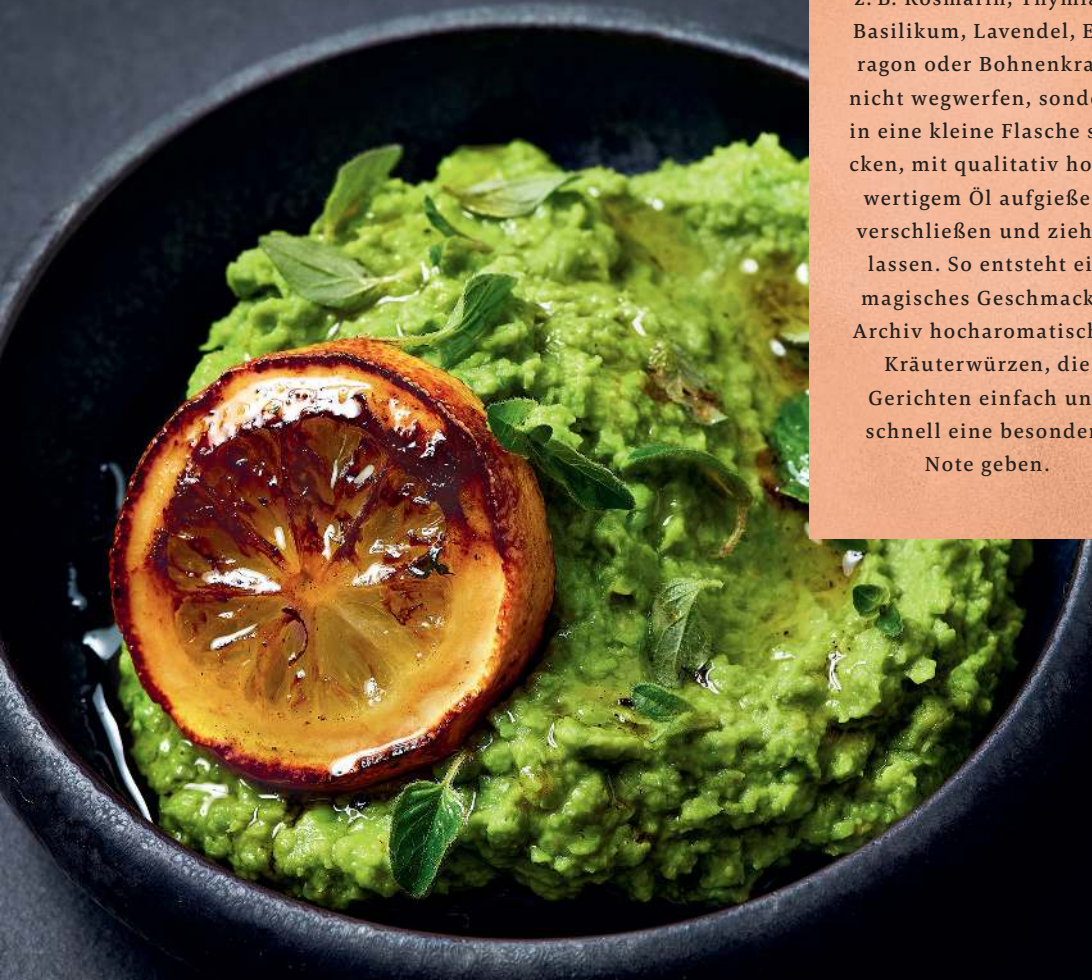 z. B. Rosmarin, Thymia
Basilikum, Lavendel, E
ragon oder Bohnenkra
nicht wegwerfen, sonde
in eine kleine Flasche s
cken, mit qualitativ ho
wertigem Öl aufgieße
verschließen und zieh
lassen. So entsteht ei
magisches Geschmack
Archiv hocharomatisch
Kräuterwürzen, die
Gerichten einfach un
schnell eine besonder
Note geben.